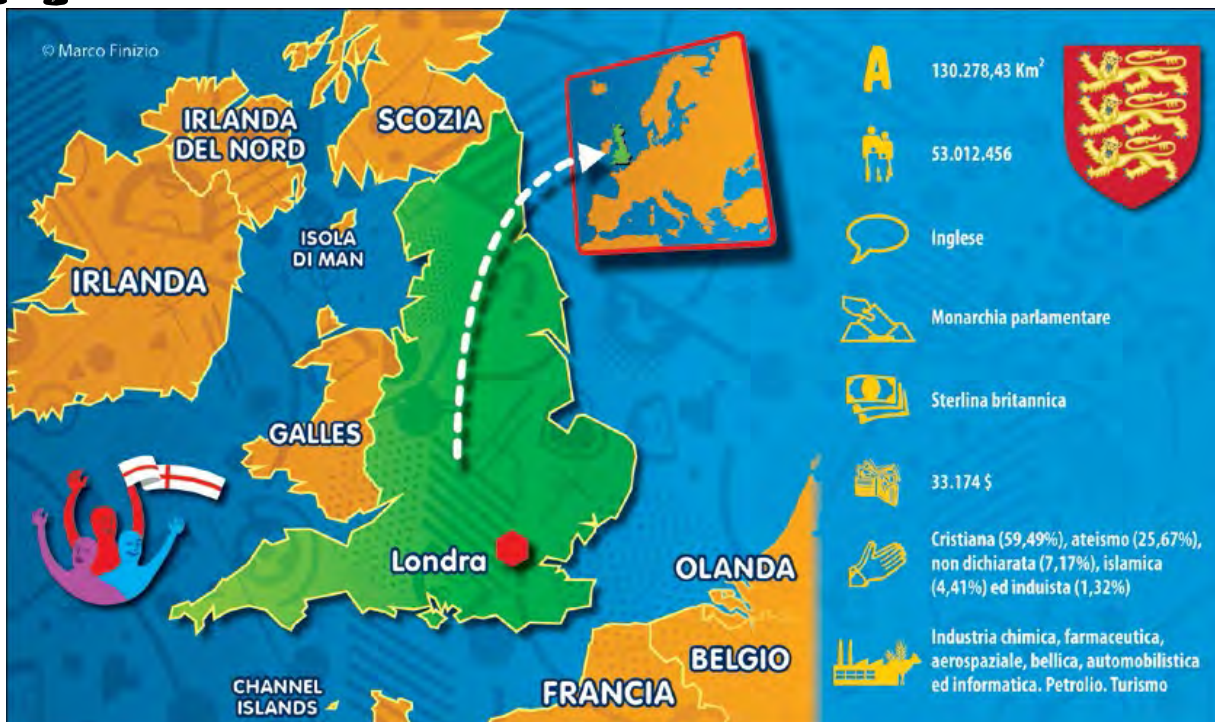 © Marco Finizio
IRLANDA
DEL NORD
SCOZIA
ISOLA
DI MAN
IRLANDA
GALLES
Londra
OLANDA
BELGIO
FRANCIA
CHANNEL
ISLANDS
A
130.278,43 Km²
53.012.456
Inglese
Monarchia parlamentare
Sterlina britannica
33.174 $
Cristiana (59,49%), ateismo (25,67%),
non dichiarata (7,17%), islamica
(4,41%) ed induista (1,32%)
Industria chimica, farmaceutica,
aerospaziale, bellica, automobilistica
ed informatica. Petrolio. Turismo